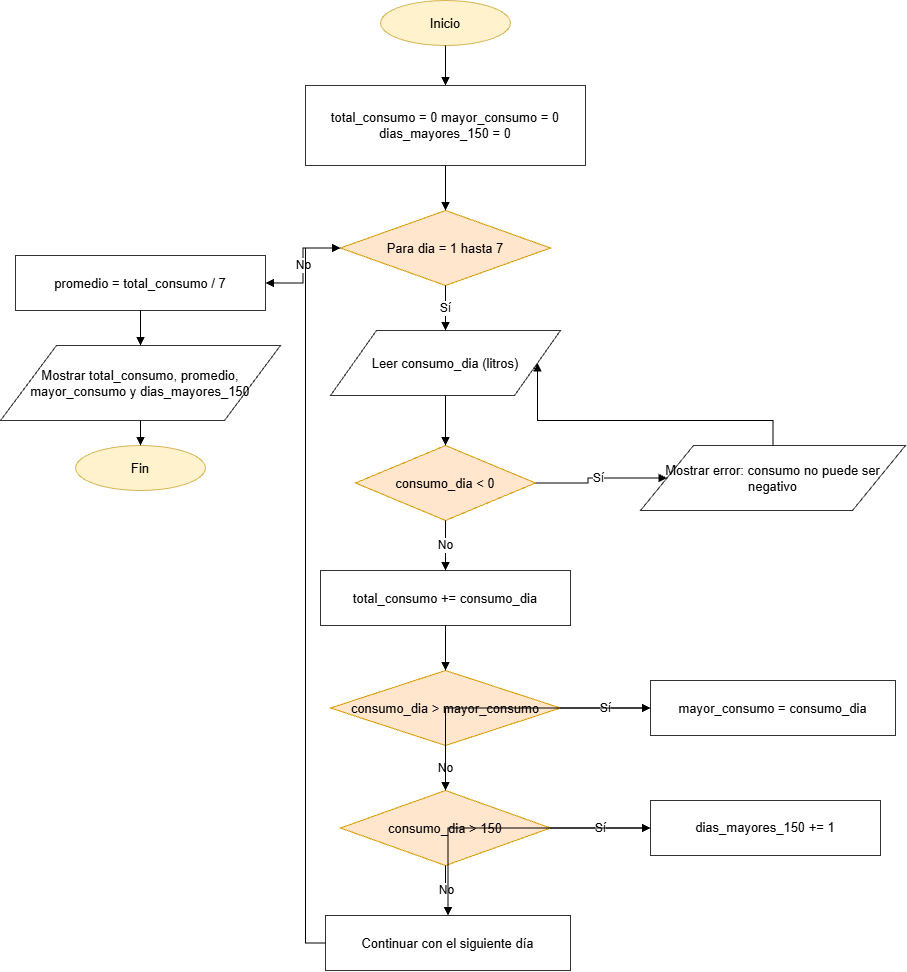 Inicio
total_consumo = 0 mayor_consumo = 0
dias_mayores_150 = 0
Para dia = 1 hasta 7
No
promedio = total_consumo / 7
Sí
Mostrar total_consumo, promedio,
mayor_consumo y dias_mayores_150
Fin
Leer consumo_dia (litros)
consumo_dia < 0
Sí
Mostrar error: consumo no puede ser
negativo
No
total_consumo += consumo_dia
consumo_dia > mayor_consumo
Sí
mayor_consumo = consumo_dia
No
consumo_dia > 150
Sí
dias_mayores_150 += 1
No
Continuar con el siguiente día